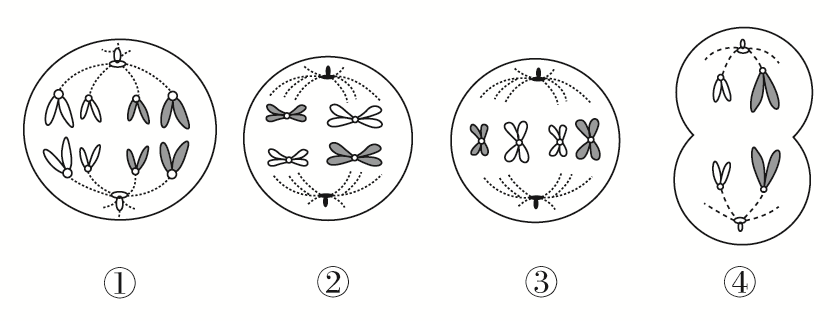 ① ② ③ ④